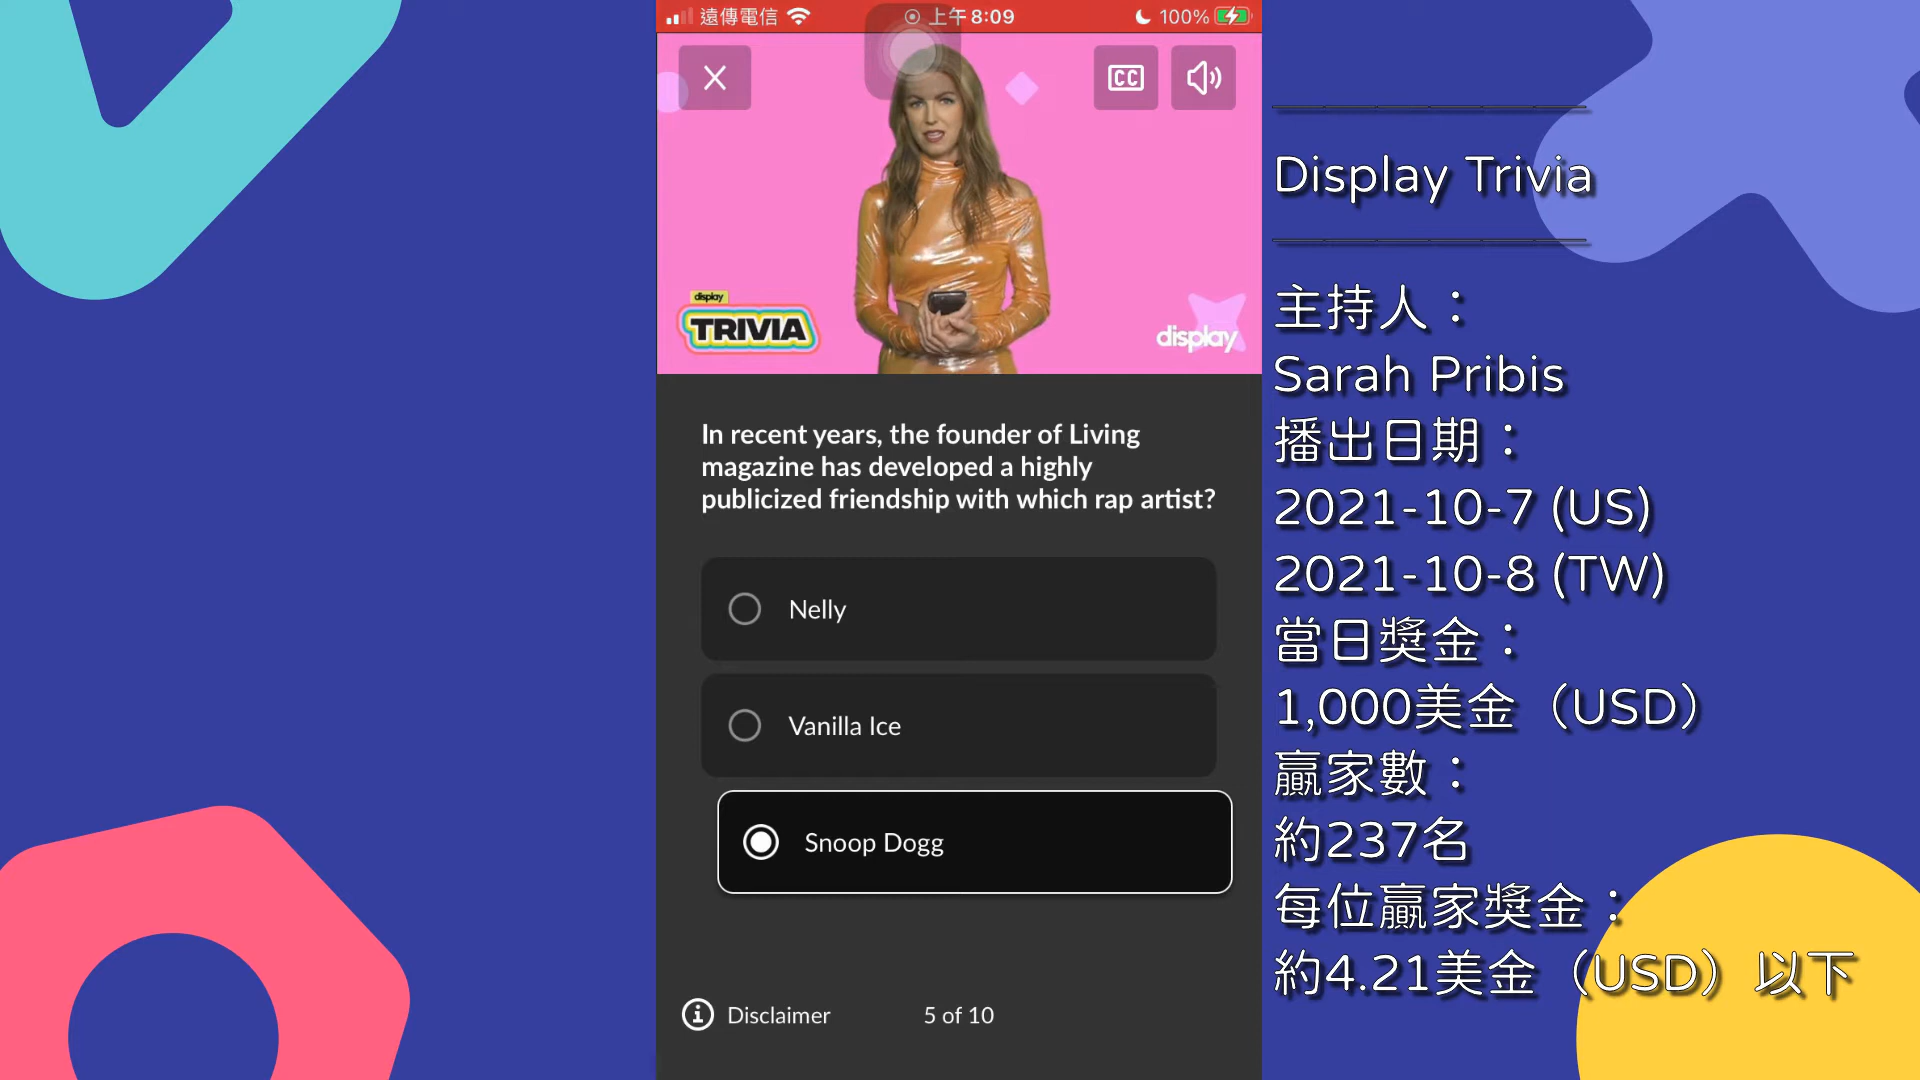 遠傳電信
上午8:09
100%
CC
display
TRIVIA
display
In recent years, the founder of Living
magazine has developed a highly
publicized friendship with which rap artist?
Nelly
Vanilla Ice
Snoop Dogg
Disclaimer
5 of 10
Display Trivia
主持人：
Sarah Pribis
播出日期：
2021-10-7 (US)
2021-10-8 (TW)
當日獎金：
1,000美金（USD）
贏家數：
約237名
每位贏家獎金：
約4.21美金（USD）以下